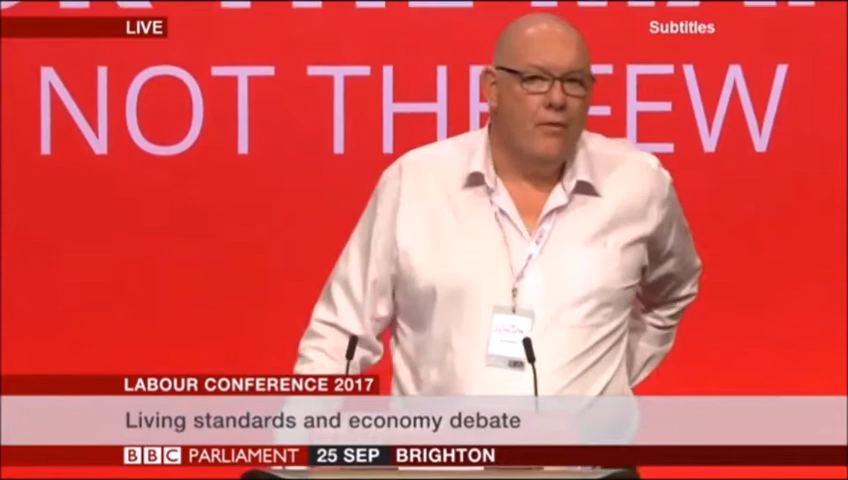 LIVE
Subtitles
NOT THE FEW
LABOUR CONFERENCE 2017
Living standards and economy debate
BBC PARLIAMENT 25 SEP BRIGHTON